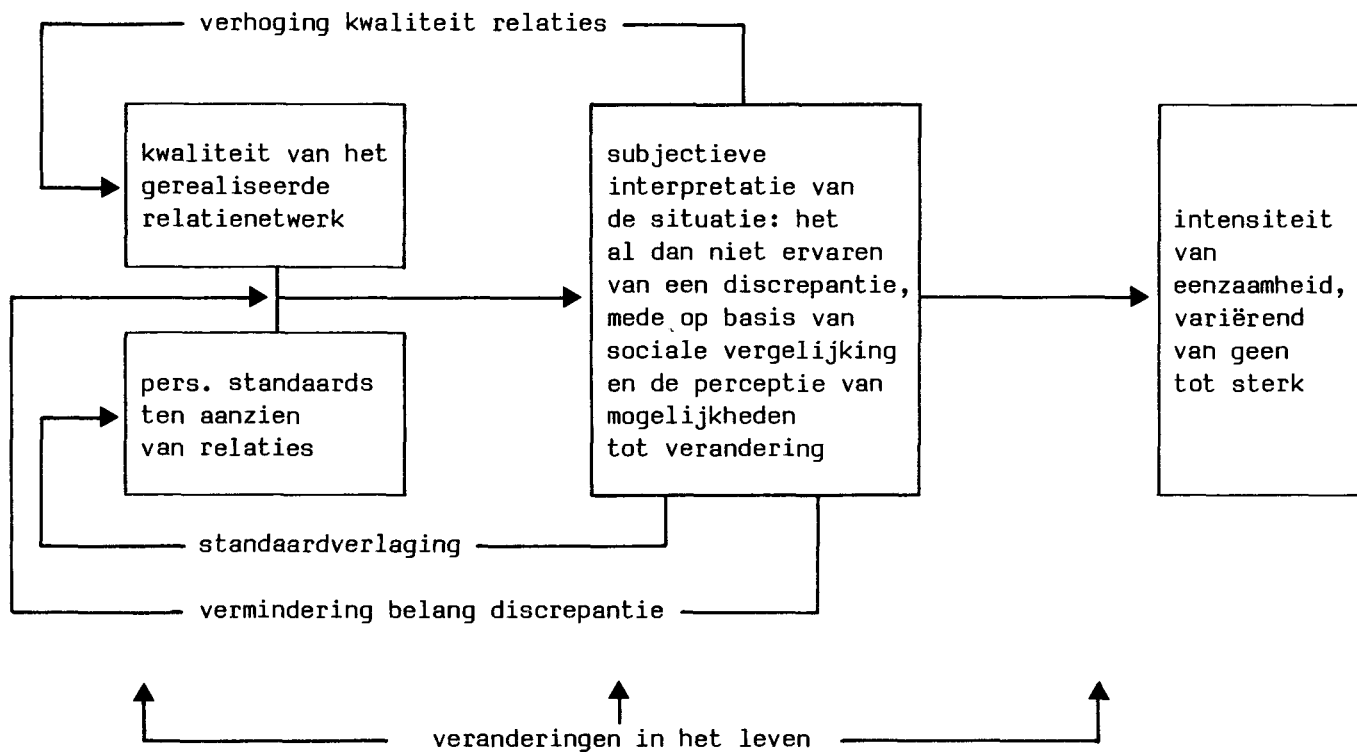 verhoging kwaliteit relaties
kwaliteit van het
gerealiseerde
relatienetwerk
pers. standaards
ten aanzien
van relaties
subjectieve
interpretatie van
de situatie: het
al dan niet ervaren
van een discrepantie,
mede op basis van
sociale vergelijking
en de perceptie van
mogelijkheden
tot verandering
intensiteit
van
eenzaamheid,
variërend
van geen
tot sterk
standaardverlaging
vermindering belang discrepantie
veranderingen in het leven